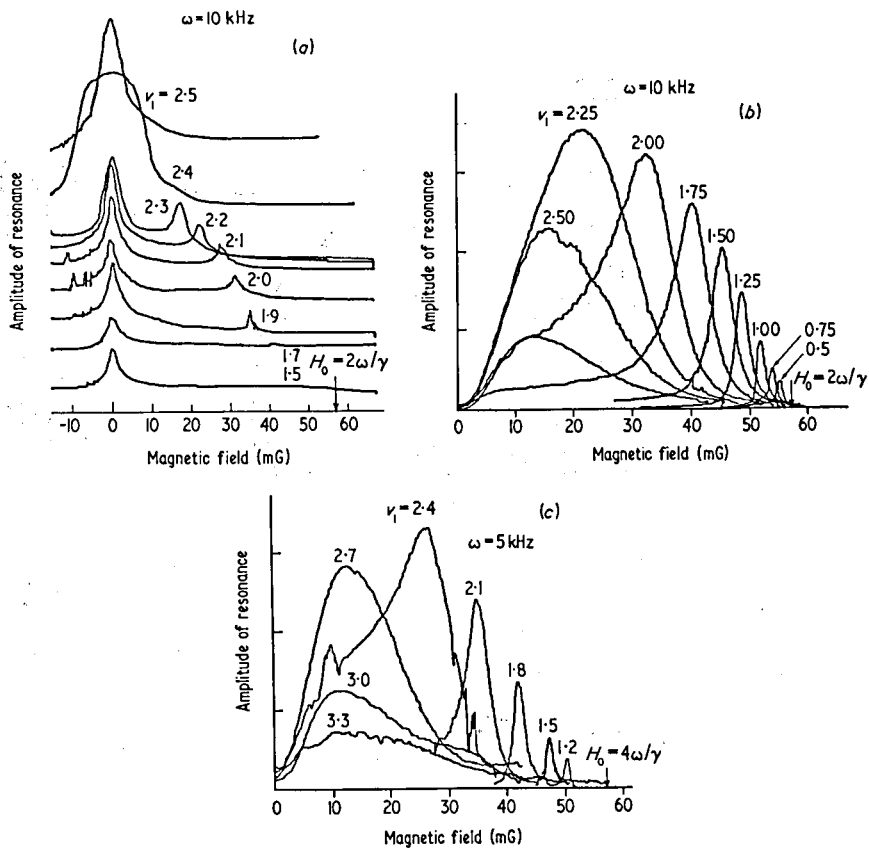 ω = 10 kHz
(a)
ν₁ = 2·5
2·4
2·3
2·2
2·1
2·0
1·9
1·7
1·5
H₀ = 2ω/γ
Amplitude of resonance
-10 0 10 20 30 40 50 60
Magnetic field (mG)
ω = 10 kHz
(b)
ν₁ = 2·25
2·00
2·50
1·75
1·50
1·25
1·00
0·75
0·5
H₀ = 2ω/γ
Amplitude of resonance
0 10 20 30 40 50 60
Magnetic field (mG)
(c)
ν₁ = 2·4
ω = 5 kHz
2·7
2·1
3·0
1·8
3·3
1·5
1·2
H₀ = 4ω/γ
Amplitude of resonance
0 10 20 30 40 50 60
Magnetic field (mG)